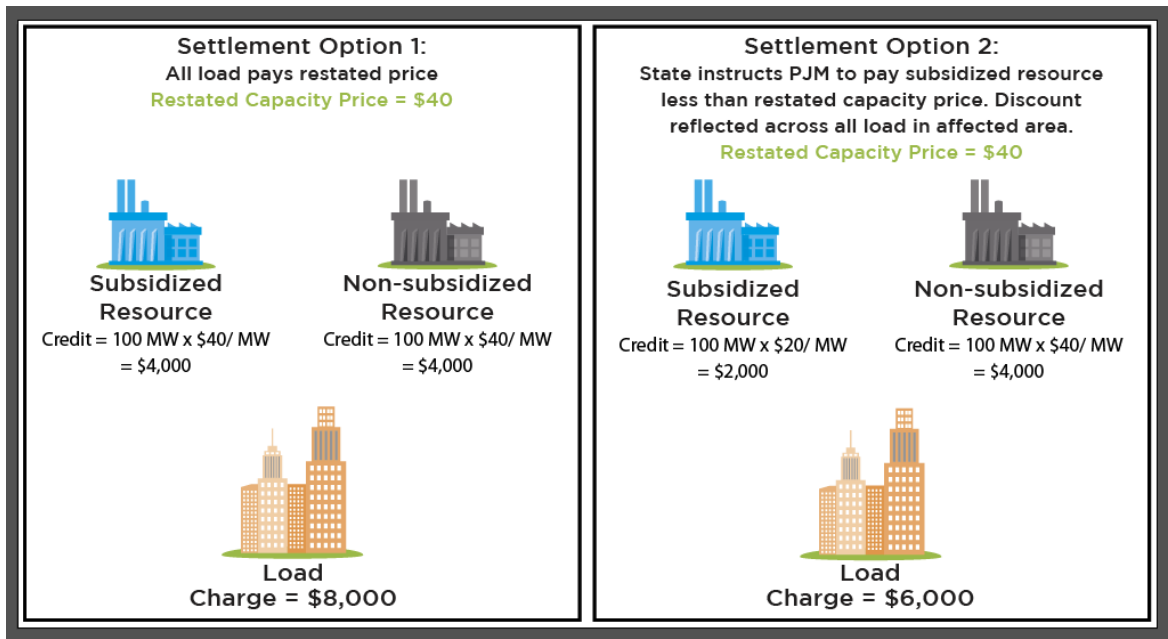 Settlement Option 1:
All load pays restated price
Restated Capacity Price = $40
Subsidized
Resource
Credit = 100 MW x $40/ MW
= $4,000
Non-subsidized
Resource
Credit = 100 MW x $40/ MW
= $4,000
Load
Charge = $8,000
Settlement Option 2:
State instructs PJM to pay subsidized resource
less than restated capacity price. Discount
reflected across all load in affected area.
Restated Capacity Price = $40
Subsidized
Resource
Credit = 100 MW x $20/ MW
= $2,000
Non-subsidized
Resource
Credit = 100 MW x $40/ MW
= $4,000
Load
Charge = $6,000